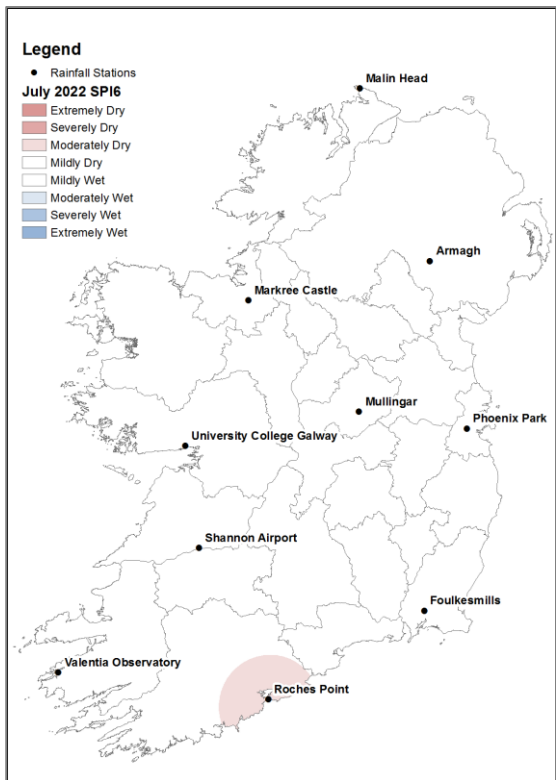 Legend
Rainfall Stations
July 2022 SPI6
Extremely Dry
Severely Dry
Moderately Dry
Mildly Dry
Mildly Wet
Moderately Wet
Severely Wet
Extremely Wet
Malin Head
Armagh
Markree Castle
Mullingar
Phoenix Park
University College Galway
Shannon Airport
Foulkesmills
Valentia Observatory
Roches Point